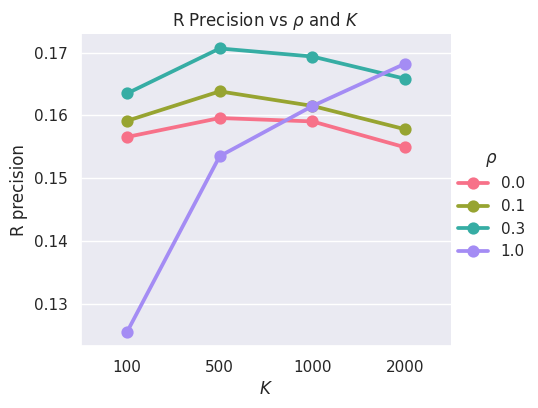 R Precision vs ρ and K
0.17
0.16
0.15
0.14
0.13
R precision
100 500 1000 2000
K
ρ
0.0
0.1
0.3
1.0